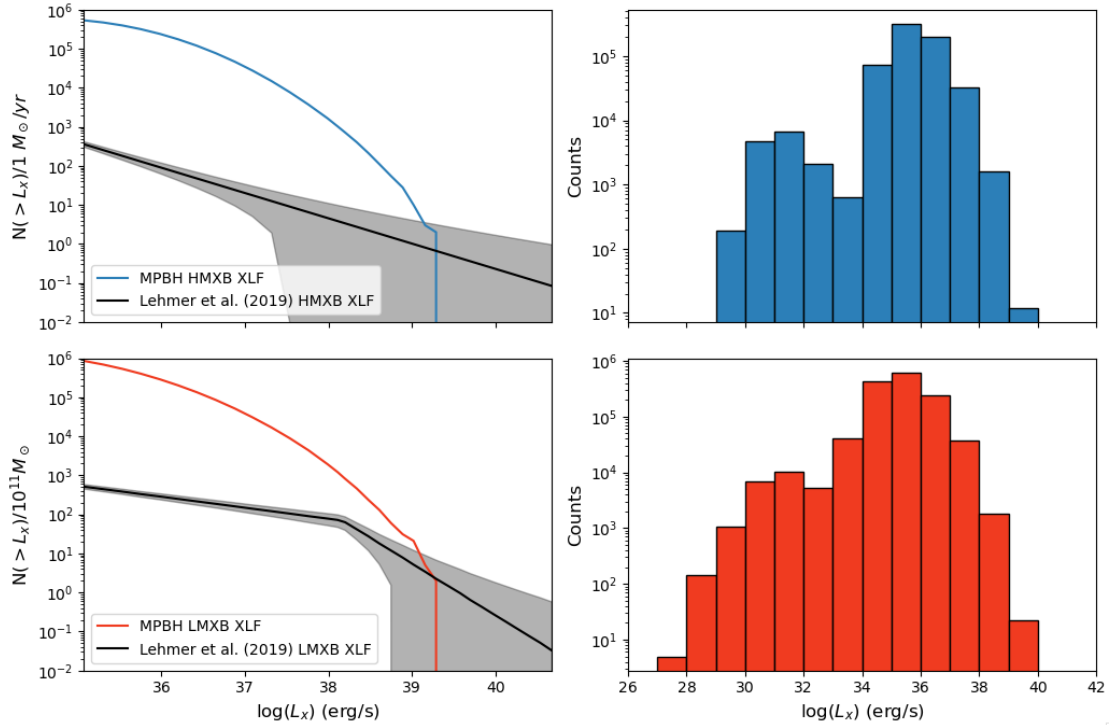 10^6
10^5
10^4
10^3
10^2
10^1
10^0
10^-1
10^-2
N( > L_x)/1 M_⊙/yr
MPBH HMXB XLF
Lehmer et al. (2019) HMXB XLF
10^5
10^4
10^3
10^2
10^1
Counts
10^6
10^5
10^4
10^3
10^2
10^1
10^0
10^-1
10^-2
N( > L_x)/10^11 M_⊙
MPBH LMXB XLF
Lehmer et al. (2019) LMXB XLF
36 37 38 39 40
log(L_x) (erg/s)
10^6
10^5
10^4
10^3
10^2
10^1
Counts
26 28 30 32 34 36 38 40 42
log(L_x) (erg/s)